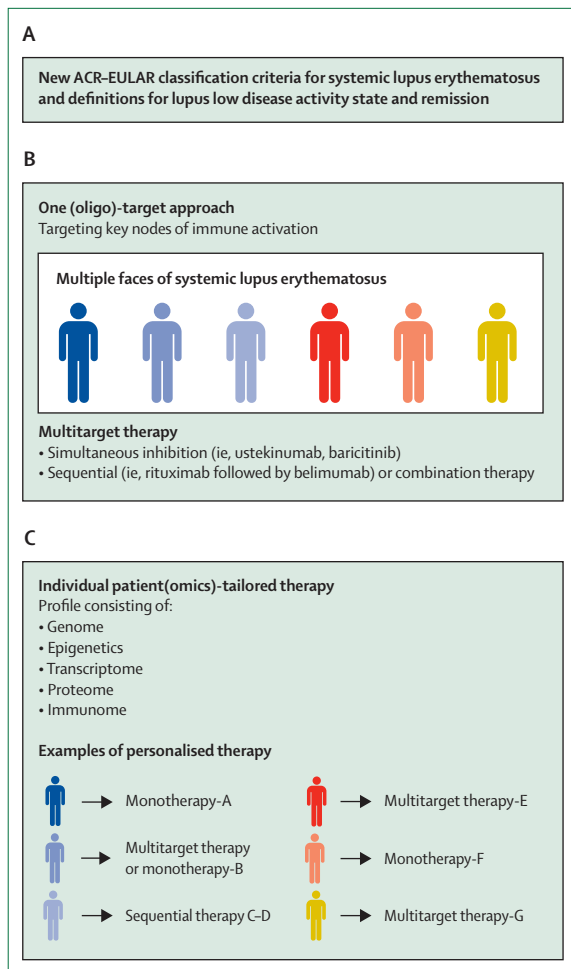 A
New ACR–EULAR classification criteria for systemic lupus erythematosus
and definitions for lupus low disease activity state and remission
B
One (oligo)-target approach
Targeting key nodes of immune activation
Multiple faces of systemic lupus erythematosus
Multitarget therapy
• Simultaneous inhibition (ie, ustekinumab, baricitinib)
• Sequential (ie, rituximab followed by belimumab) or combination therapy
C
Individual patient(omics)-tailored therapy
Profile consisting of:
• Genome
• Epigenetics
• Transcriptome
• Proteome
• Immunome
Examples of personalised therapy
Monotherapy-A
Multitarget therapy-E
Multitarget therapy
or monotherapy-B
Monotherapy-F
Sequential therapy C–D
Multitarget therapy-G